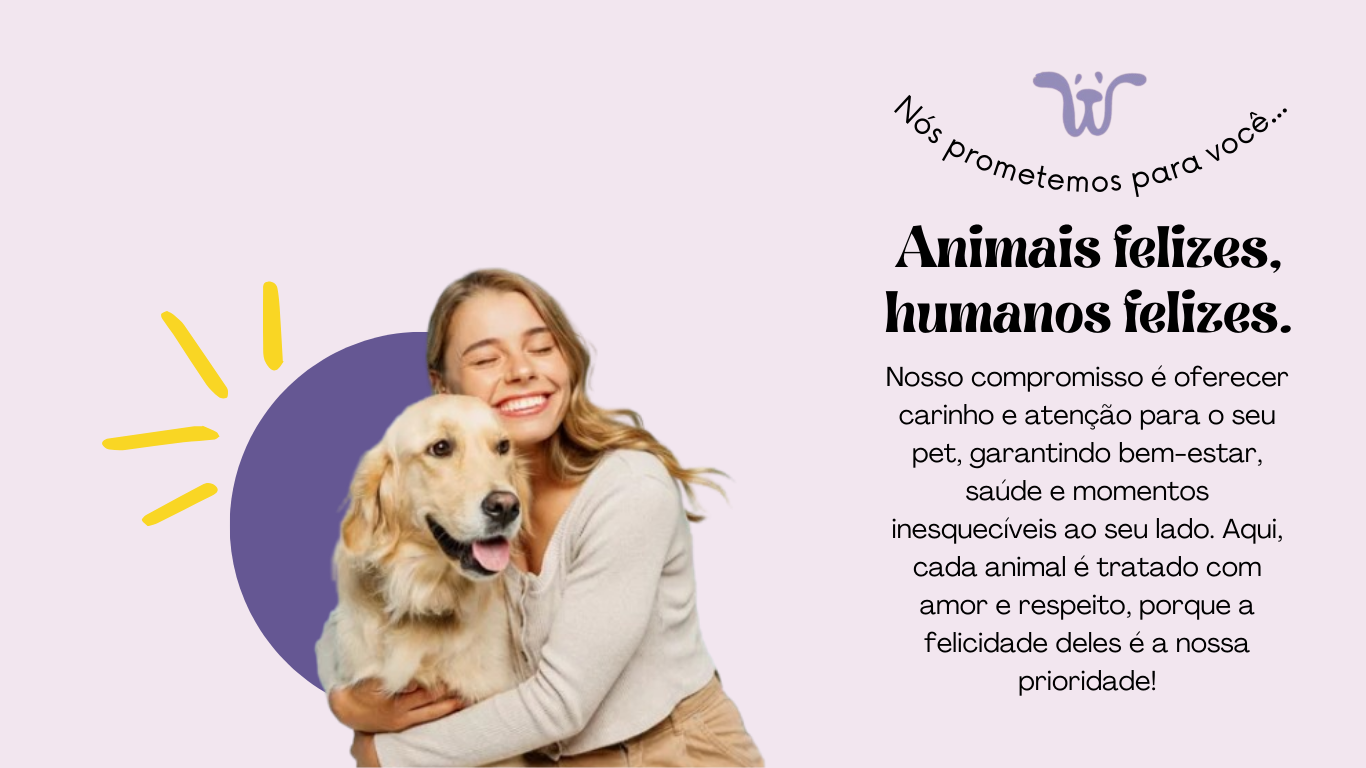 Nós prometemos para você...
Animais felizes,
humanos felizes.
Nosso compromisso é oferecer
carinho e atenção para o seu
pet, garantindo bem-estar,
saúde e momentos
inesquecíveis ao seu lado. Aqui,
cada animal é tratado com
amor e respeito, porque a
felicidade deles é a nossa
prioridade!